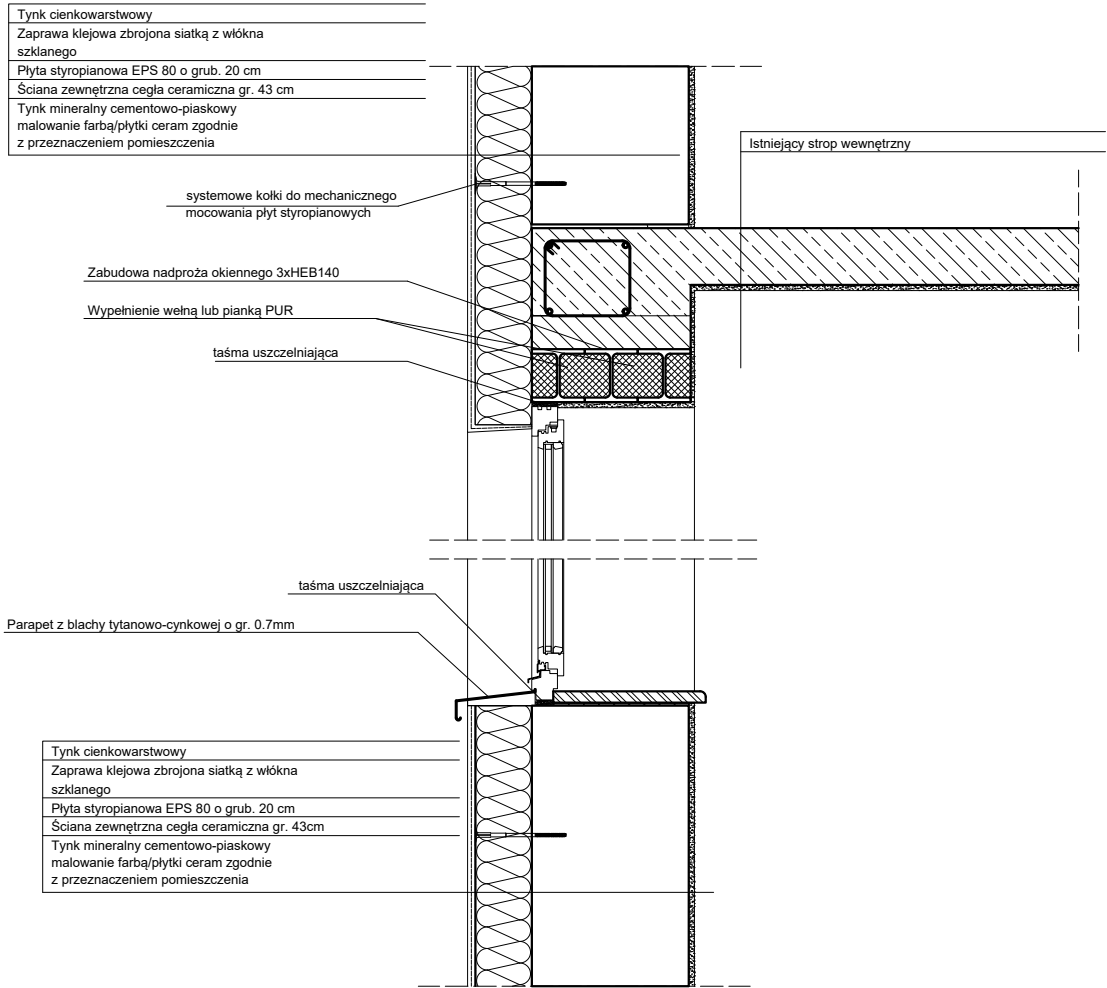 Tynk cienkowarstwowy
Zaprawa klejowa zbrojona siatką z włókna
szklanego
Płyta styropianowa EPS 80 o grub. 20 cm
Ściana zewnętrzna cegła ceramiczna gr. 43 cm
Tynk mineralny cementowo-piaskowy
malowanie farbą/płytki ceram zgodnie
z przeznaczeniem pomieszczenia
Istniejący strop wewnętrzny
systemowe kołki do mechanicznego
mocowania płyt styropianowych
Zabudowa nadproża okiennego 3xHEB140
Wypełnienie wełną lub pianką PUR
taśma uszczelniająca
taśma uszczelniająca
Parapet z blachy tytanowo-cynkowej o gr. 0.7mm
Tynk cienkowarstwowy
Zaprawa klejowa zbrojona siatką z włókna
szklanego
Płyta styropianowa EPS 80 o grub. 20 cm
Ściana zewnętrzna cegła ceramiczna gr. 43cm
Tynk mineralny cementowo-piaskowy
malowanie farbą/płytki ceram zgodnie
z przeznaczeniem pomieszczenia